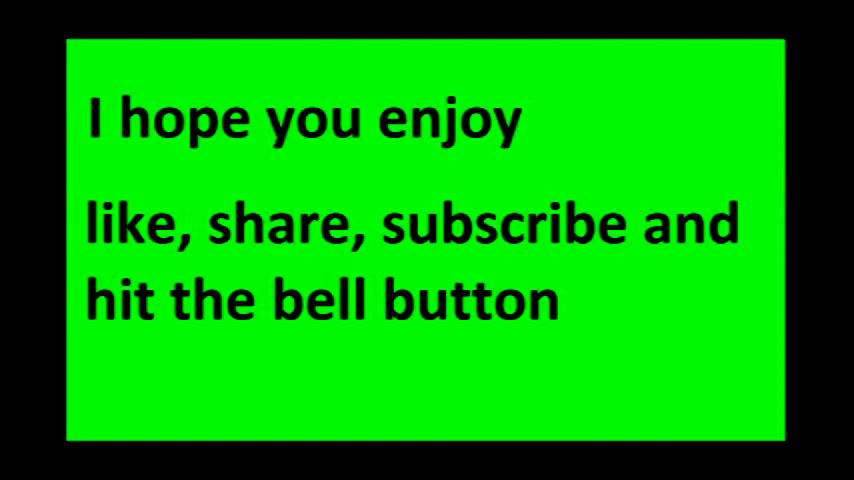 I hope you enjoy
like, share, subscribe and
hit the bell button